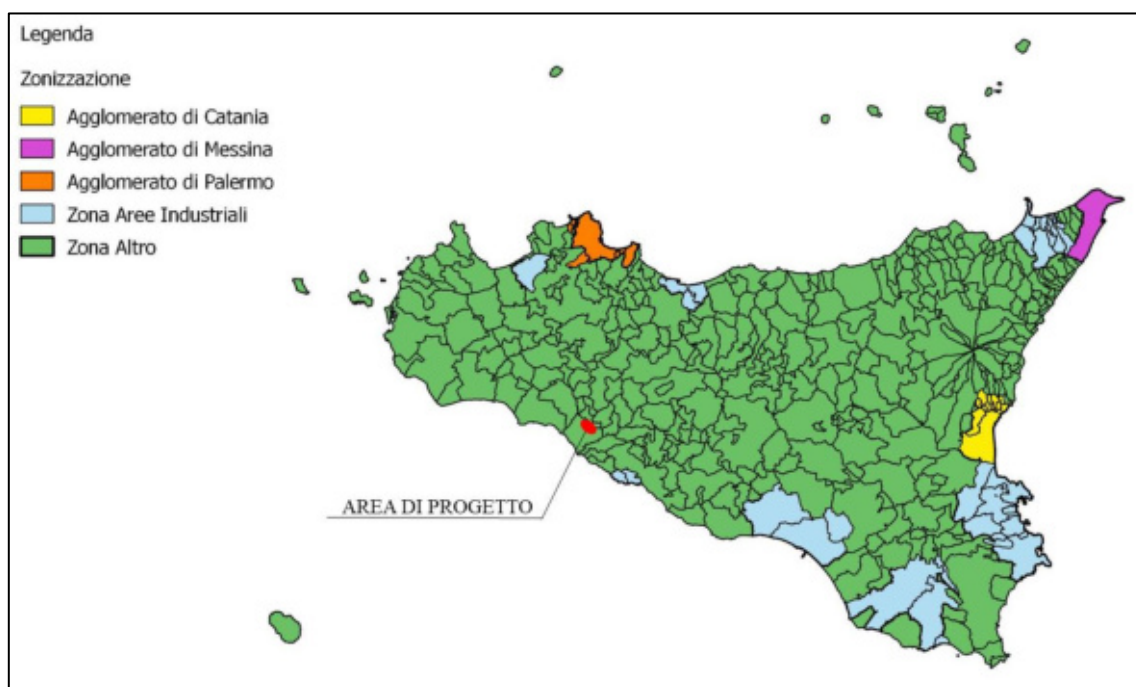 Legenda
Zonizzazione
Agglomerato di Catania
Agglomerato di Messina
Agglomerato di Palermo
Zona Aree Industriali
Zona Altro
AREA DI PROGETTO